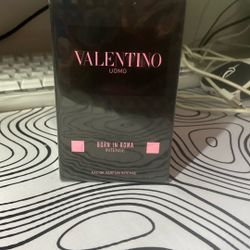 VALENTINO
UOMO
BORN IN ROMA
INTENSE
EAU DE PARFUM INTENSE